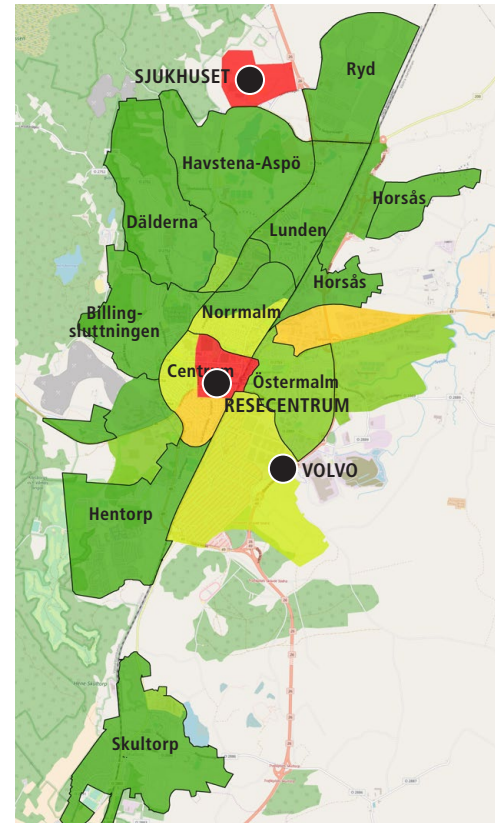 Ryd
SJUKHUSET
Havstena-Aspö
Horsås
Dälderna
Lunden
Horsås
Billing-
sluttningen
Norrmalm
Centrum
Östermalm
RESECENTRUM
VOLVO
Hentorp
Skultorp